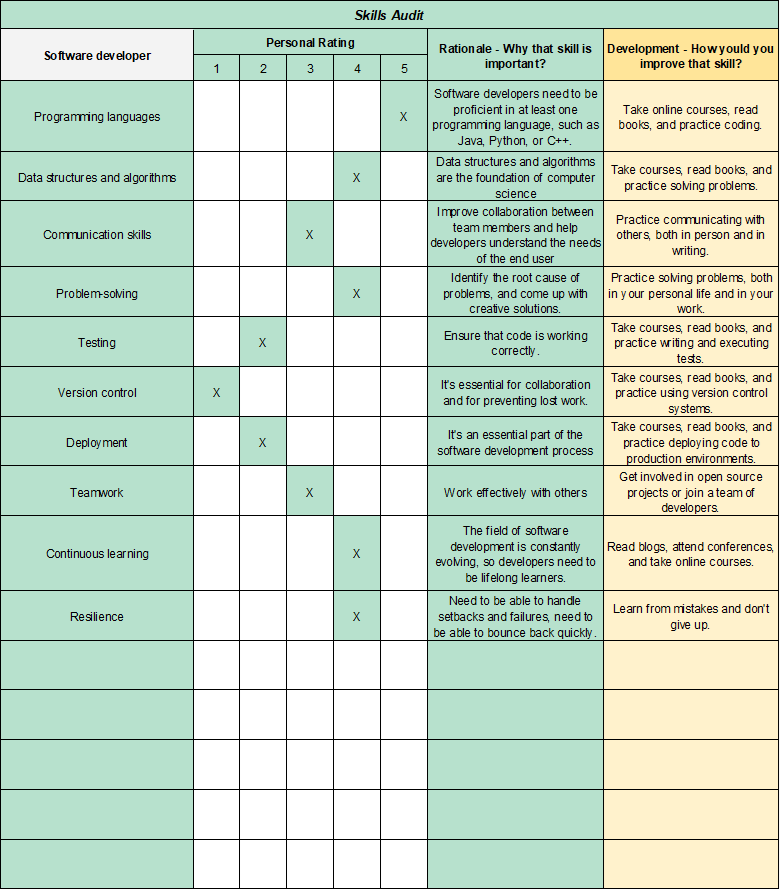 Skills Audit
Software developer
Personal Rating
1 2 3 4 5
Rationale - Why that skill is
important?
Development - How yould you
improve that skill?
Programming languages
X
Software developers need to be
proficient in at least one
programming language, such as
Java, Python, or C++.
Take online courses, read
books, and practice coding.
Data structures and algorithms
X
Data structures and algorithms
are the foundation of computer
science
Take courses, read books, and
practice solving problems.
Communication skills
X
Improve collaboration between
team members and help
developers understand the needs
of the end user
Practice communicating with
others, both in person and in
writing.
Problem-solving
X
Identify the root cause of
problems, and come up with
creative solutions.
Practice solving problems, both
in your personal life and in your
work.
Testing
X
Ensure that code is working
correctly.
Take courses, read books, and
practice writing and executing
tests.
Version control
X
It's essential for collaboration
and for preventing lost work.
Take courses, read books, and
practice using version control
systems.
Deployment
X
It's an essential part of the
software development process
Take courses, read books, and
practice deploying code to
production environments.
Teamwork
X
Work effectively with others
Get involved in open source
projects or join a team of
developers.
Continuous learning
X
The field of software
development is constantly
evolving, so developers need to
be lifelong learners.
Read blogs, attend conferences,
and take online courses.
Resilience
X
Need to be able to handle
setbacks and failures, need to
be able to bounce back quickly.
Learn from mistakes and don't
give up.